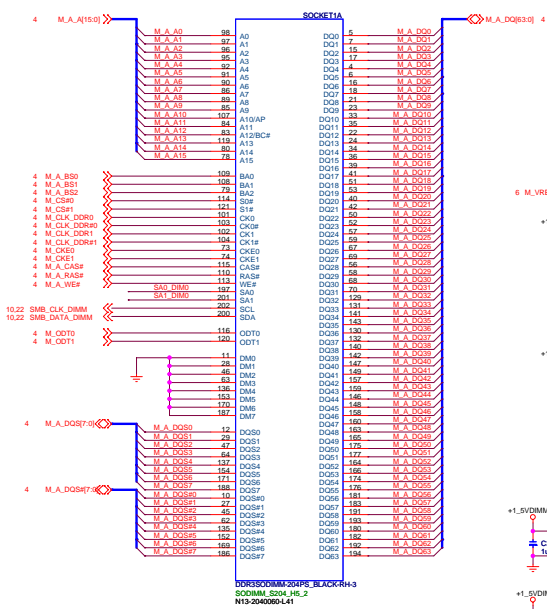 4 M_A_A[15:0]
SOCKET1A
M_A_DQ[63:0] 4
M_A_A0 98 A0
M_A_A1 97 A1
M_A_A2 96 A2
M_A_A3 95 A3
M_A_A4 92 A4
M_A_A5 91 A5
M_A_A6 90 A6
M_A_A7 86 A7
M_A_A8 89 A8
M_A_A9 85 A9
M_A_A10 107 A10/AP
M_A_A11 84 A11
M_A_A12 83 A12/BC#
M_A_A13 119 A13
M_A_A14 80 A14
M_A_A15 78 A15
4 M_A_BS0 109 BA0
4 M_A_BS1 108 BA1
4 M_A_BS2 79 BA2
4 M_CS#0 114 S0#
4 M_CS#1 121 S1#
4 M_CLK_DDR0 101 CK0
4 M_CLK_DDR#0 103 CK0#
4 M_CLK_DDR1 102 CK1
4 M_CLK_DDR#1 104 CK1#
4 M_CKE0 73 CKE0
4 M_CKE1 74 CKE1
4 M_A_CAS# 115 CAS#
4 M_A_RAS# 110 RAS#
4 M_A_WE# 113 WE#
SA0_DIM0 197 SA0
SA1_DIM0 201 SA1
10,22 SMB_CLK_DIMM 202 SCL
10,22 SMB_DATA_DIMM 200 SDA
4 M_ODT0 116 ODT0
4 M_ODT1 120 ODT1
11 DM0
28 DM1
46 DM2
63 DM3
136 DM4
153 DM5
170 DM6
187 DM7
4 M_A_DQS[7:0]
M_A_DQS0 12 DQS0
M_A_DQS1 29 DQS1
M_A_DQS2 47 DQS2
M_A_DQS3 64 DQS3
M_A_DQS4 137 DQS4
M_A_DQS5 154 DQS5
M_A_DQS6 171 DQS6
M_A_DQS7 188 DQS7
4 M_A_DQS#[7:0]
M_A_DQS#0 10 DQS#0
M_A_DQS#1 27 DQS#1
M_A_DQS#2 45 DQS#2
M_A_DQS#3 62 DQS#3
M_A_DQS#4 135 DQS#4
M_A_DQS#5 152 DQS#5
M_A_DQS#6 169 DQS#6
M_A_DQS#7 186 DQS#7
DQ0 5 M_A_DQ0
DQ1 7 M_A_DQ1
DQ2 15 M_A_DQ2
DQ3 17 M_A_DQ3
DQ4 4 M_A_DQ4
DQ5 6 M_A_DQ5
DQ6 16 M_A_DQ6
DQ7 18 M_A_DQ7
DQ8 21 M_A_DQ8
DQ9 23 M_A_DQ9
DQ10 33 M_A_DQ10
DQ11 35 M_A_DQ11
DQ12 22 M_A_DQ12
DQ13 24 M_A_DQ13
DQ14 34 M_A_DQ14
DQ15 36 M_A_DQ15
DQ16 39 M_A_DQ16
DQ17 41 M_A_DQ17
DQ18 51 M_A_DQ18
DQ19 53 M_A_DQ19
DQ20 40 M_A_DQ20
DQ21 42 M_A_DQ21
DQ22 50 M_A_DQ22
DQ23 52 M_A_DQ23
DQ24 57 M_A_DQ24
DQ25 59 M_A_DQ25
DQ26 67 M_A_DQ26
DQ27 69 M_A_DQ27
DQ28 56 M_A_DQ28
DQ29 58 M_A_DQ29
DQ30 68 M_A_DQ30
DQ31 70 M_A_DQ31
DQ32 129 M_A_DQ32
DQ33 131 M_A_DQ33
DQ34 141 M_A_DQ34
DQ35 143 M_A_DQ35
DQ36 130 M_A_DQ36
DQ37 132 M_A_DQ37
DQ38 140 M_A_DQ38
DQ39 142 M_A_DQ39
DQ40 147 M_A_DQ40
DQ41 149 M_A_DQ41
DQ42 157 M_A_DQ42
DQ43 159 M_A_DQ43
DQ44 146 M_A_DQ44
DQ45 148 M_A_DQ45
DQ46 158 M_A_DQ46
DQ47 160 M_A_DQ47
DQ48 163 M_A_DQ48
DQ49 165 M_A_DQ49
DQ50 175 M_A_DQ50
DQ51 177 M_A_DQ51
DQ52 164 M_A_DQ52
DQ53 166 M_A_DQ53
DQ54 174 M_A_DQ54
DQ55 176 M_A_DQ55
DQ56 181 M_A_DQ56
DQ57 183 M_A_DQ57
DQ58 191 M_A_DQ58
DQ59 193 M_A_DQ59
DQ60 180 M_A_DQ60
DQ61 182 M_A_DQ61
DQ62 192 M_A_DQ62
DQ63 194 M_A_DQ63
DDR3SODIMM-204PS_BLACK-RH-3
SODIMM_S204_H5_2
N13-2040060-L41
6 M_VRE
+1_5VDIMM
C
1u
+1_5VDIM